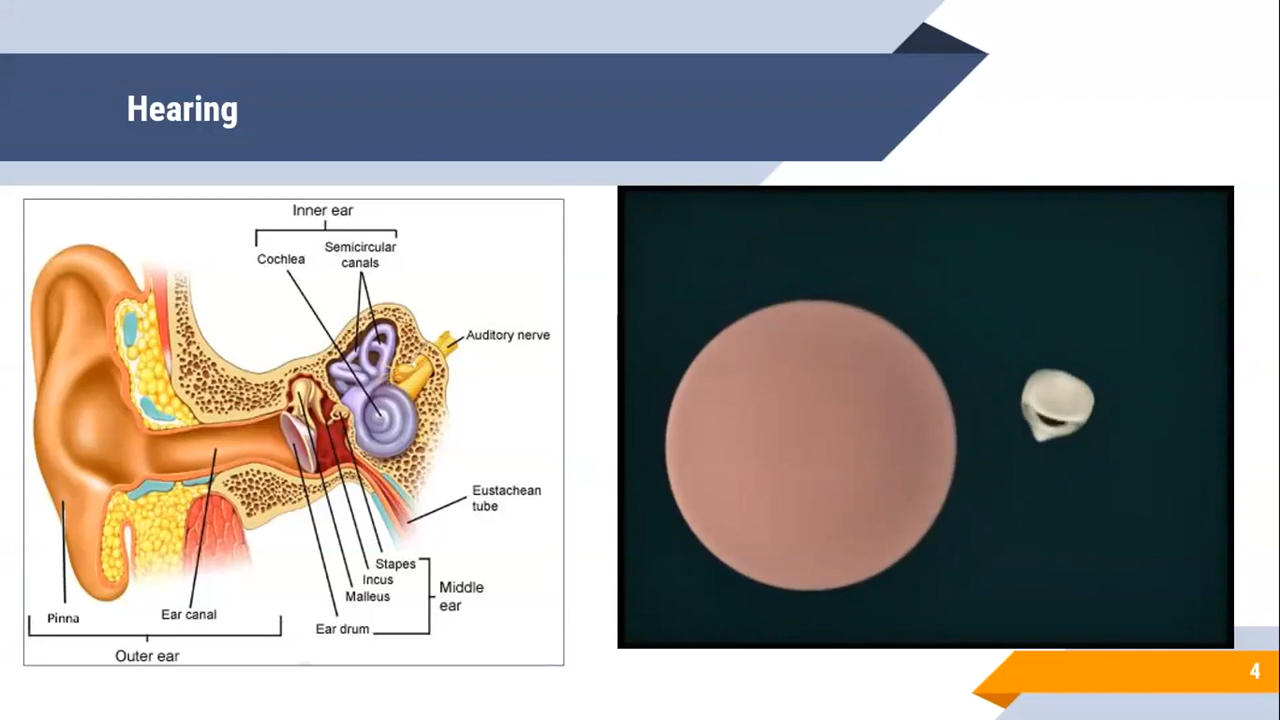 Hearing
Inner ear
Cochlea
Semicircular
canals
Auditory nerve
Eustachean
tube
Stapes
Incus
Malleus
Ear drum
Middle
ear
Pinna
Ear canal
Outer ear
4